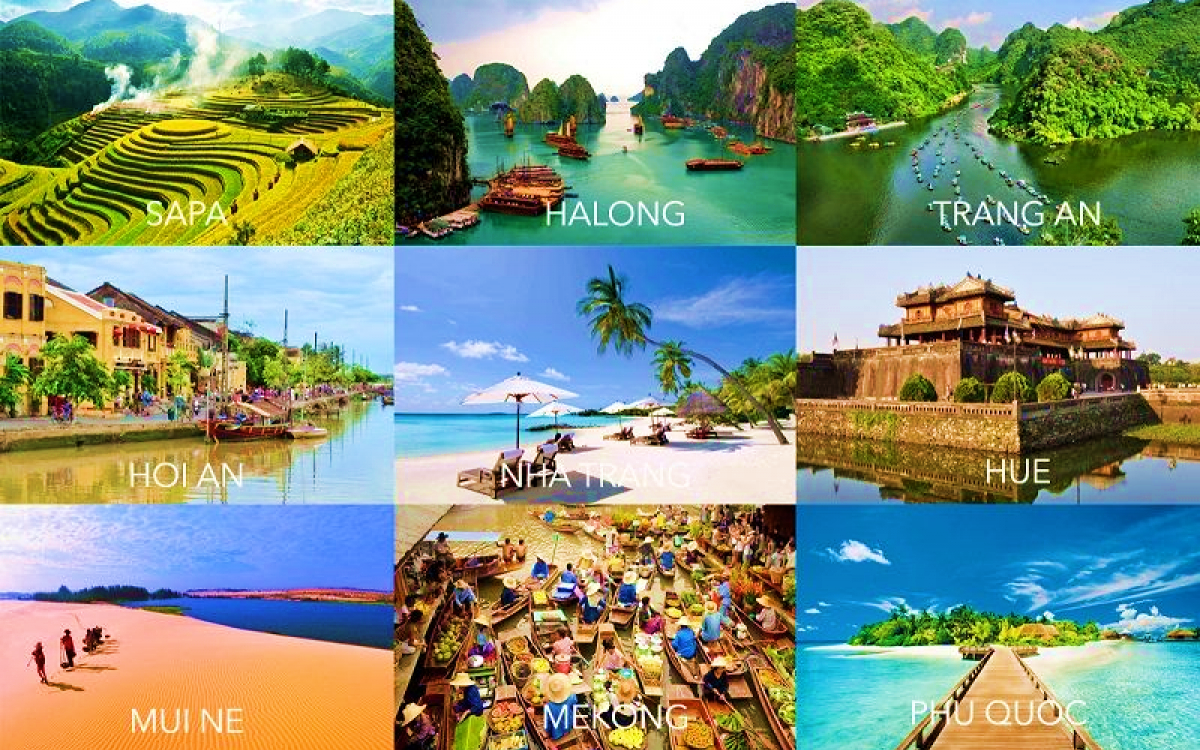 SAPA
HALONG
TRANG AN
HOI AN
NHA TRANG
HUE
MUI NE
MEKONG
PHU QUOC